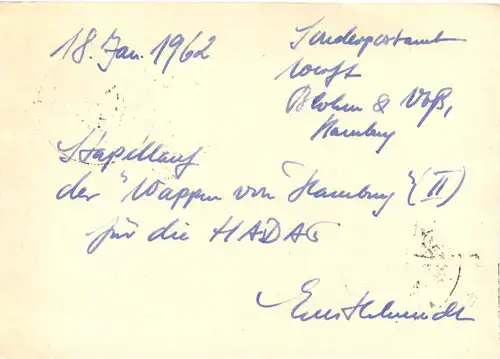 18. Jan. 1962
Sonderpostamt
Werft
Blohm & Voß,
Hamburg
Stapellauf
der "Wappen von Hamburg" (II)
für die HADAG